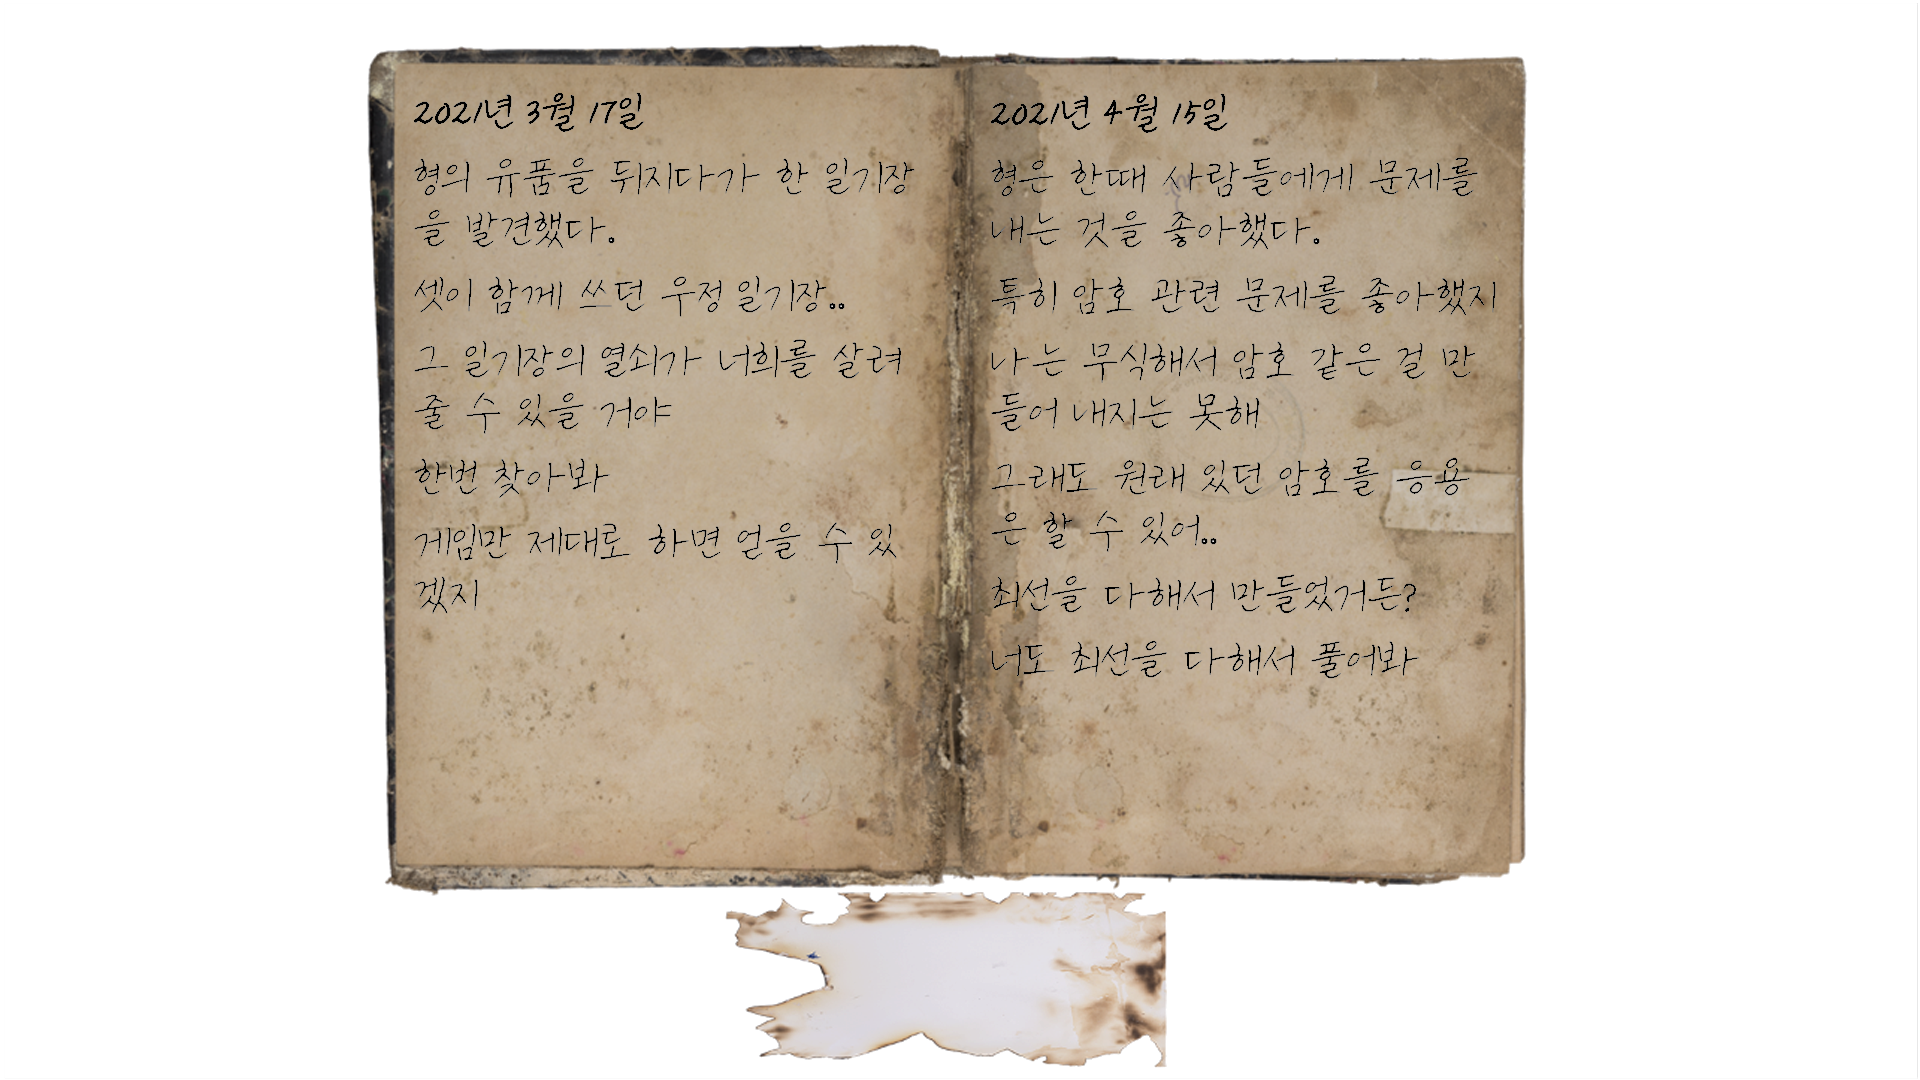 2021년 3월 17일
형의 유품을 뒤지다가 한 일기장
을 발견했다.
셋이 함께 쓰던 우정 일기장..
그 일기장의 열쇠가 너희를 살려
줄 수 있을 거야
한번 찾아봐
게임만 제대로 하면 얻을 수 있
겠지
2021년 4월 15일
형은 한때 사람들에게 문제를
내는 것을 좋아했다.
특히 암호 관련 문제를 좋아했지
나는 무식해서 암호 같은 걸 만
들어 내지는 못해
그래도 원래 있던 암호를 응용
은 할 수 있어..
최선을 다해서 만들었거든?
너도 최선을 다해서 풀어봐